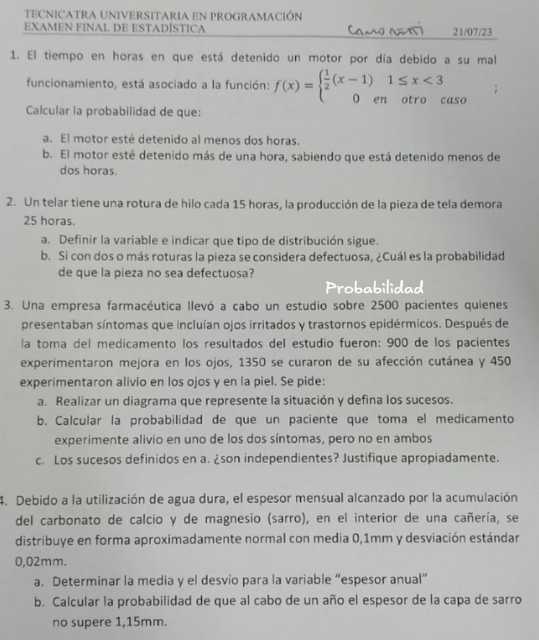 TECNICATRA UNIVERSITARIA EN PROGRAMACIÓN
EXAMEN FINAL DE ESTADÍSTICA 21/07/23
1. El tiempo en horas en que está detenido un motor por día debido a su mal
funcionamiento, está asociado a la función: f(x) = { 1/2 (x − 1) 1 ≤ x < 3 ;
0 en otro caso
Calcular la probabilidad de que:
a. El motor esté detenido al menos dos horas.
b. El motor esté detenido más de una hora, sabiendo que está detenido menos de
dos horas.
2. Un telar tiene una rotura de hilo cada 15 horas, la producción de la pieza de tela demora
25 horas.
a. Definir la variable e indicar que tipo de distribución sigue.
b. Si con dos o más roturas la pieza se considera defectuosa, ¿Cuál es la probabilidad
de que la pieza no sea defectuosa?
Probabilidad
3. Una empresa farmacéutica llevó a cabo un estudio sobre 2500 pacientes quienes
presentaban síntomas que incluían ojos irritados y trastornos epidérmicos. Después de
la toma del medicamento los resultados del estudio fueron: 900 de los pacientes
experimentaron mejora en los ojos, 1350 se curaron de su afección cutánea y 450
experimentaron alivio en los ojos y en la piel. Se pide:
a. Realizar un diagrama que represente la situación y defina los sucesos.
b. Calcular la probabilidad de que un paciente que toma el medicamento
experimente alivio en uno de los dos síntomas, pero no en ambos
c. Los sucesos definidos en a. ¿son independientes? Justifique apropiadamente.
4. Debido a la utilización de agua dura, el espesor mensual alcanzado por la acumulación
del carbonato de calcio y de magnesio (sarro), en el interior de una cañería, se
distribuye en forma aproximadamente normal con media 0,1mm y desviación estándar
0,02mm.
a. Determinar la media y el desvío para la variable “espesor anual”
b. Calcular la probabilidad de que al cabo de un año el espesor de la capa de sarro
no supere 1,15mm.